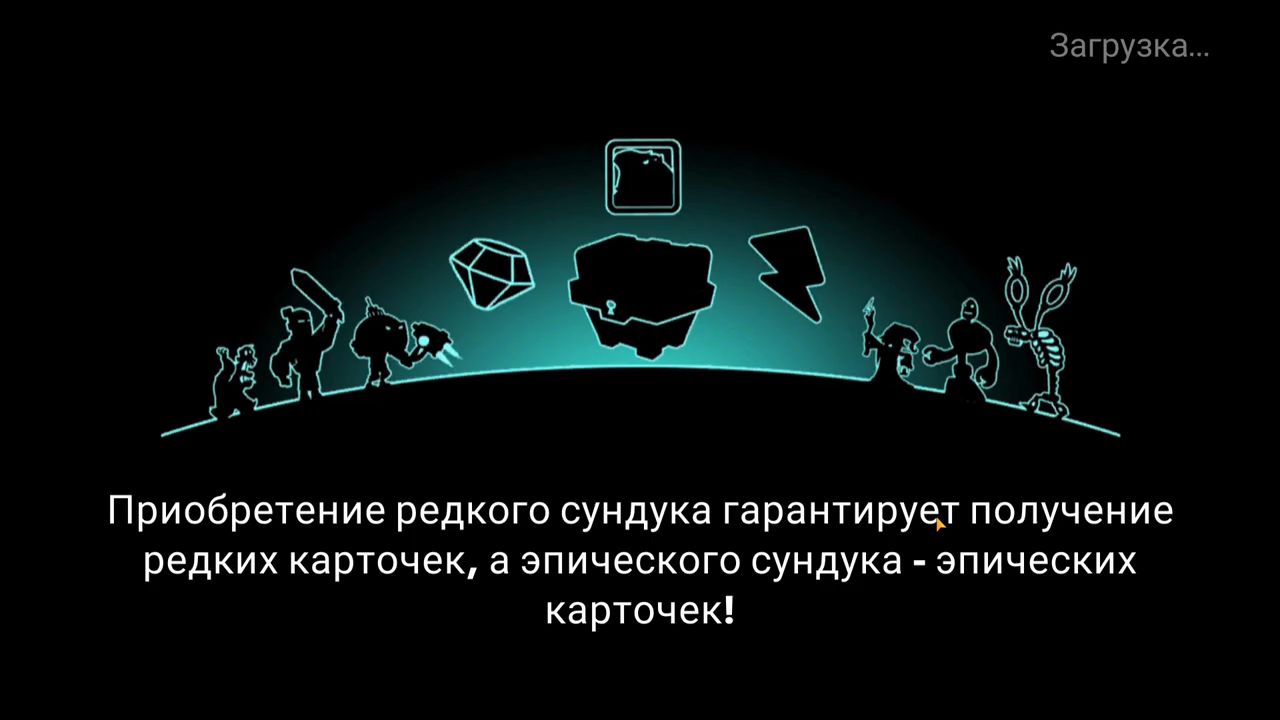 Загрузка...
Приобретение редкого сундука гарантирует получение
редких карточек, а эпического сундука - эпических
карточек!